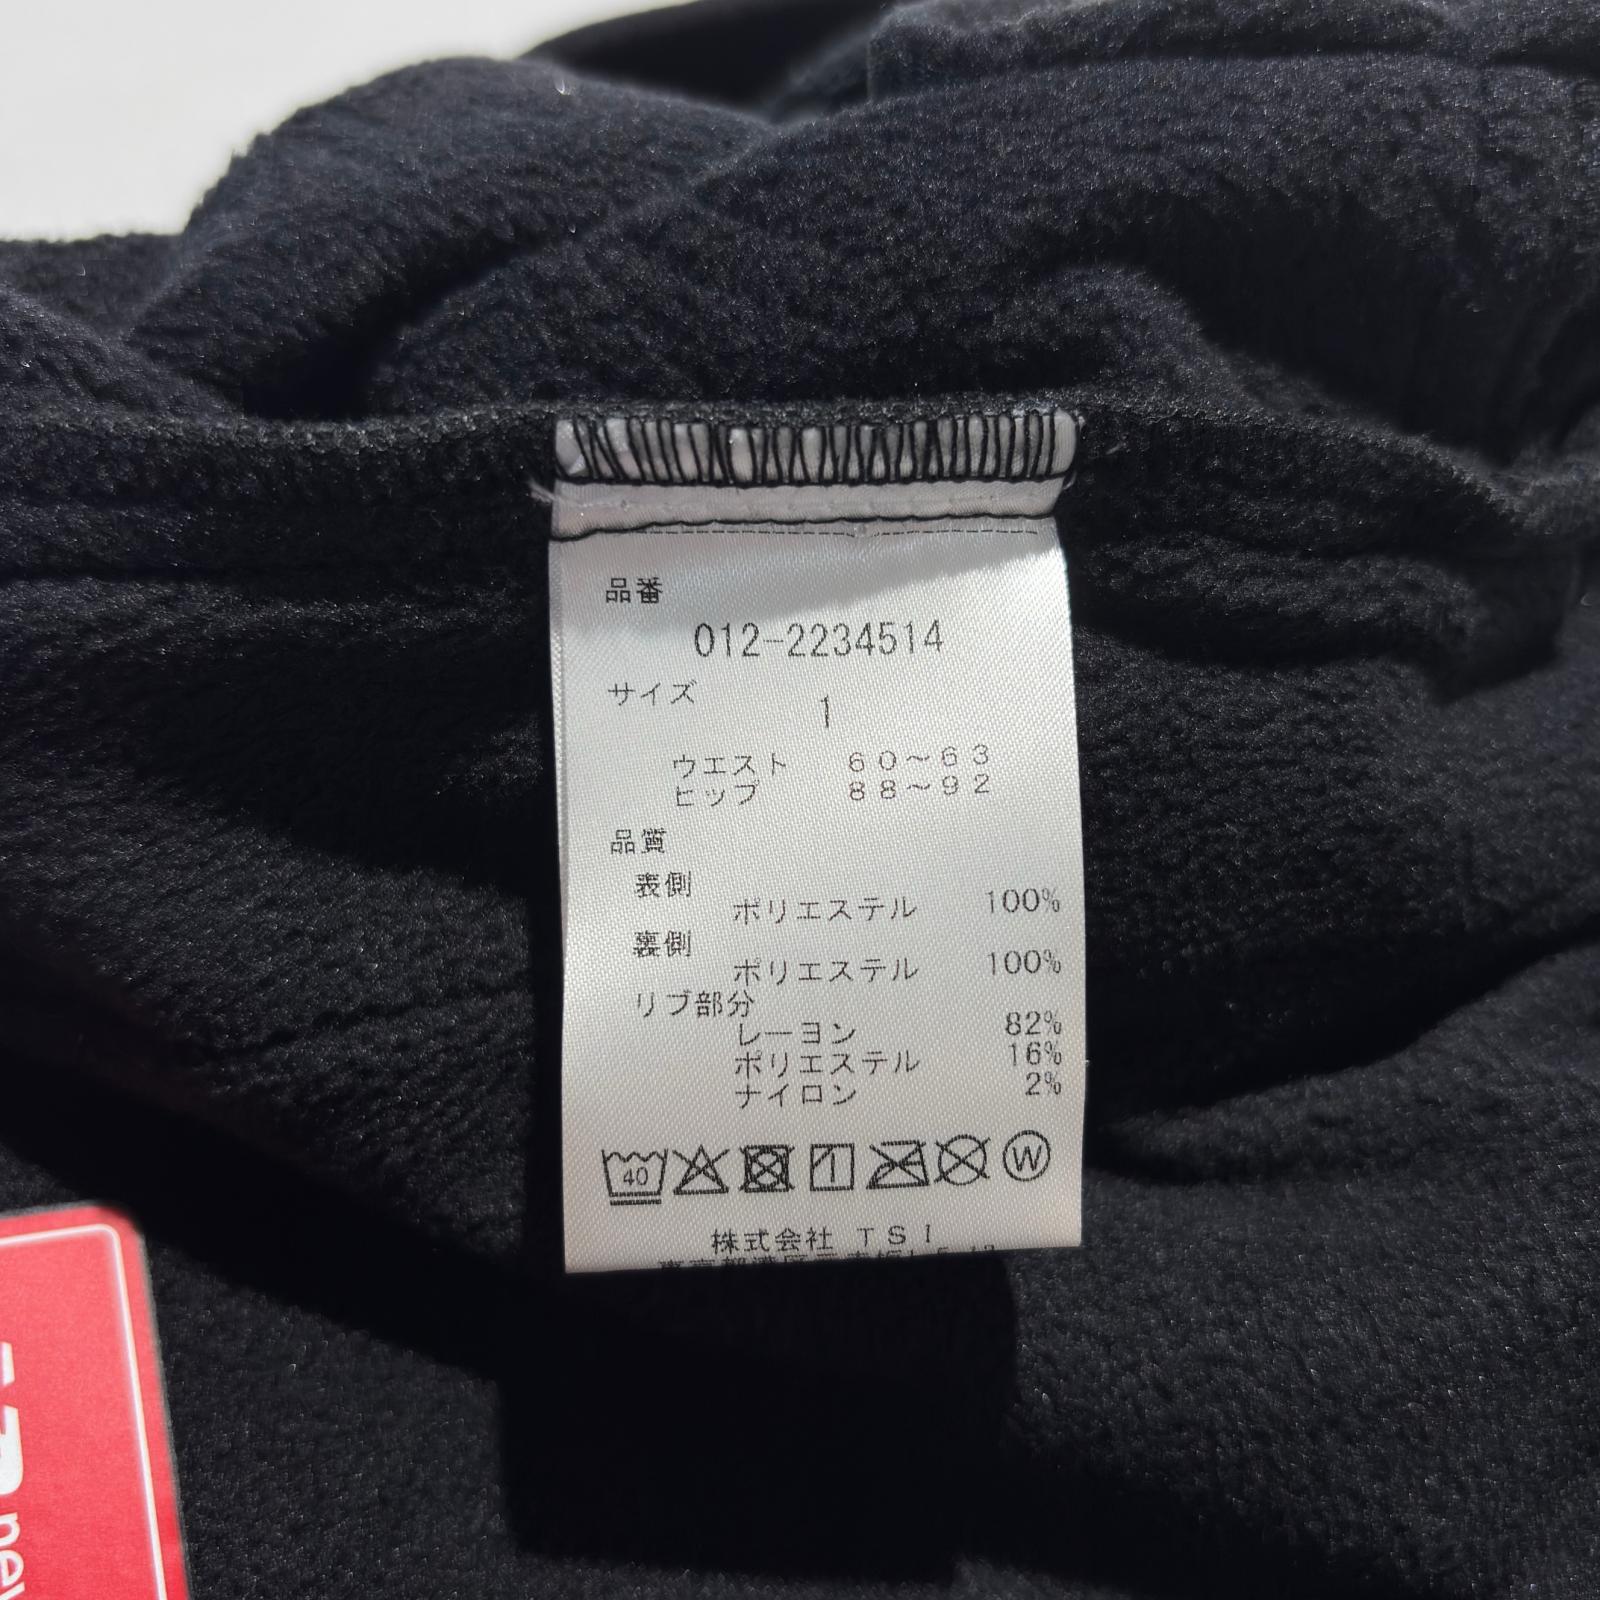 品番
012-2234514
サイズ 1
ウエスト 60～63
ヒップ 88～92
品質
表側
ポリエステル 100%
裏側
ポリエステル 100%
リブ部分
レーヨン 82%
ポリエステル 16%
ナイロン 2%
40
1
W
株式会社 TSI
new